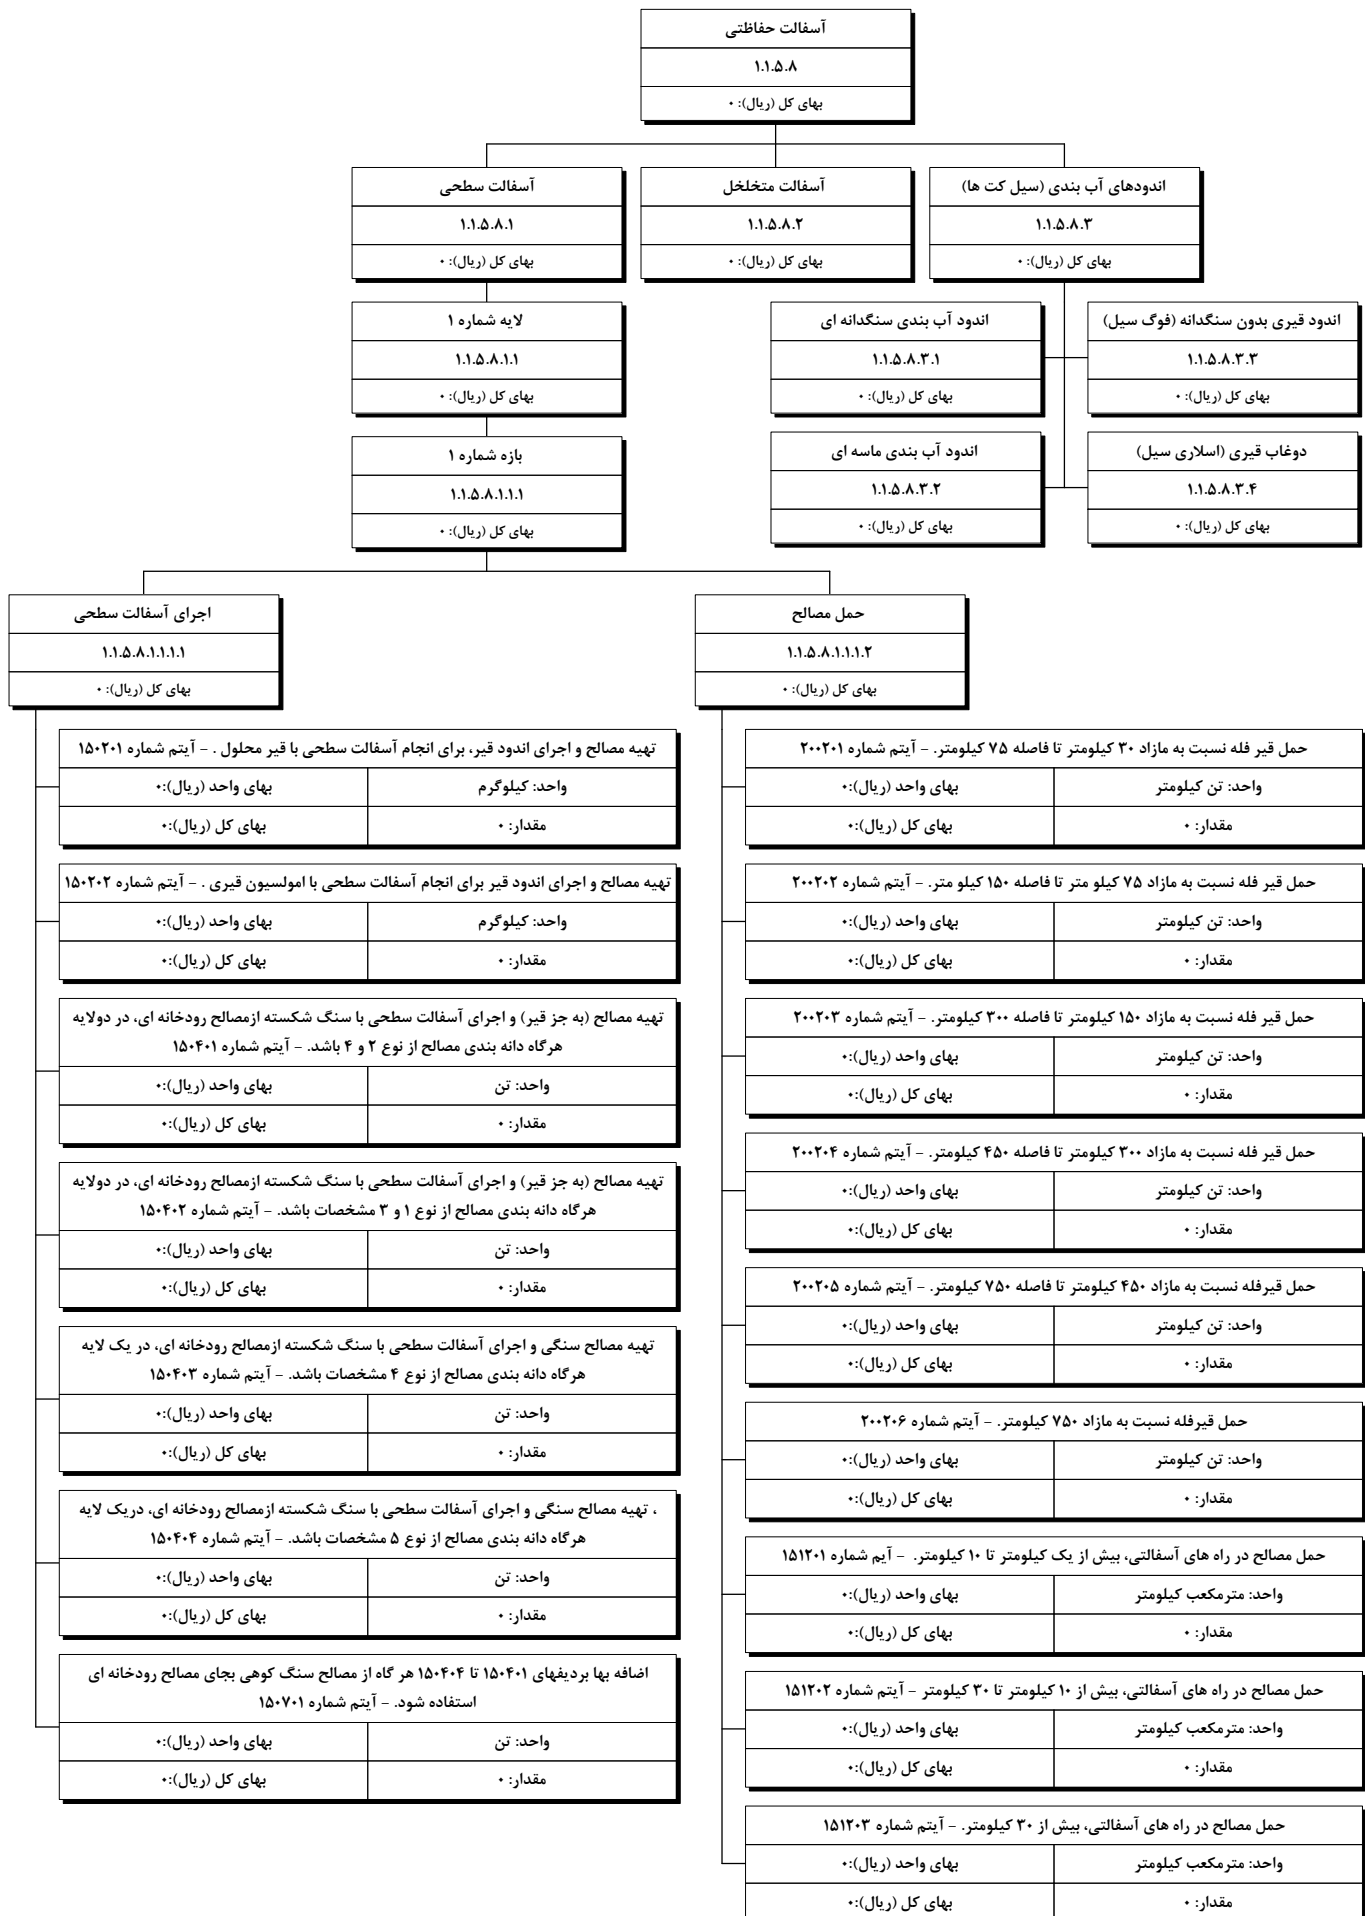 آسفالت حفاظتی
۱.۱.۵.۸
بهای کل (ریال): ۰
آسفالت سطحی
۱.۱.۵.۸.۱
بهای کل (ریال): ۰
آسفالت متخلخل
۱.۱.۵.۸.۲
بهای کل (ریال): ۰
اندودهای آب بندی (سیل کت ها)
۱.۱.۵.۸.۳
بهای کل (ریال): ۰
لایه شماره ۱
۱.۱.۵.۸.۱.۱
بهای کل (ریال): ۰
اندود آب بندی سنگدانه ای
۱.۱.۵.۸.۳.۱
بهای کل (ریال): ۰
اندود قیری بدون سنگدانه (فوگ سیل)
۱.۱.۵.۸.۳.۳
بهای کل (ریال): ۰
بازه شماره ۱
۱.۱.۵.۸.۱.۱.۱
بهای کل (ریال): ۰
اندود آب بندی ماسه ای
۱.۱.۵.۸.۳.۲
بهای کل (ریال): ۰
دوغاب قیری (اسلاری سیل)
۱.۱.۵.۸.۳.۴
بهای کل (ریال): ۰
اجرای آسفالت سطحی
۱.۱.۵.۸.۱.۱.۱.۱
بهای کل (ریال): ۰
تهیه مصالح و اجرای اندود قیر، برای انجام آسفالت سطحی با قیر محلول . - آیتم شماره ۱۵۰۲۰۱
واحد: کیلوگرم
بهای واحد (ریال):۰
مقدار: ۰
بهای کل (ریال):۰
تهیه مصالح و اجرای اندود قیر برای انجام آسفالت سطحی با امولسیون قیری . - آیتم شماره ۱۵۰۲۰۲
واحد: کیلوگرم
بهای واحد (ریال):۰
مقدار: ۰
بهای کل (ریال):۰
تهیه مصالح (به جز قیر) و اجرای آسفالت سطحی با سنگ شکسته ازمصالح رودخانه ای، در دولایه
هرگاه دانه بندی مصالح از نوع ۲ و ۴ باشد. - آیتم شماره ۱۵۰۴۰۱
واحد: تن
بهای واحد (ریال):۰
مقدار: ۰
بهای کل (ریال):۰
تهیه مصالح (به جز قیر) و اجرای آسفالت سطحی با سنگ شکسته ازمصالح رودخانه ای، در دولایه
هرگاه دانه بندی مصالح از نوع ۱ و ۳ مشخصات باشد. - آیتم شماره ۱۵۰۴۰۲
واحد: تن
بهای واحد (ریال):۰
مقدار: ۰
بهای کل (ریال):۰
تهیه مصالح سنگی و اجرای آسفالت سطحی با سنگ شکسته ازمصالح رودخانه ای، در یک لایه
هرگاه دانه بندی مصالح از نوع ۴ مشخصات باشد. - آیتم شماره ۱۵۰۴۰۳
واحد: تن
بهای واحد (ریال):۰
مقدار: ۰
بهای کل (ریال):۰
، تهیه مصالح سنگی و اجرای آسفالت سطحی با سنگ شکسته ازمصالح رودخانه ای، دریک لایه
هرگاه دانه بندی مصالح از نوع ۵ مشخصات باشد. - آیتم شماره ۱۵۰۴۰۴
واحد: تن
بهای واحد (ریال):۰
مقدار: ۰
بهای کل (ریال):۰
اضافه بها بردیفهای ۱۵۰۴۰۱ تا ۱۵۰۴۰۴ هر گاه از مصالح سنگ کوهی بجای مصالح رودخانه ای
استفاده شود. - آیتم شماره ۱۵۰۷۰۱
واحد: تن
بهای واحد (ریال):۰
مقدار: ۰
بهای کل (ریال):۰
حمل مصالح
۱.۱.۵.۸.۱.۱.۱.۲
بهای کل (ریال): ۰
حمل قیر فله نسبت به مازاد ۳۰ کیلومتر تا فاصله ۷۵ کیلومتر. - آیتم شماره ۲۰۰۲۰۱
واحد: تن کیلومتر
بهای واحد (ریال):۰
مقدار: ۰
بهای کل (ریال):۰
حمل قیر فله نسبت به مازاد ۷۵ کیلو متر تا فاصله ۱۵۰ کیلو متر. - آیتم شماره ۲۰۰۲۰۲
واحد: تن کیلومتر
بهای واحد (ریال):۰
مقدار: ۰
بهای کل (ریال):۰
حمل قیر فله نسبت به مازاد ۱۵۰ کیلومتر تا فاصله ۳۰۰ کیلومتر. - آیتم شماره ۲۰۰۲۰۳
واحد: تن کیلومتر
بهای واحد (ریال):۰
مقدار: ۰
بهای کل (ریال):۰
حمل قیر فله نسبت به مازاد ۳۰۰ کیلومتر تا فاصله ۴۵۰ کیلومتر. - آیتم شماره ۲۰۰۲۰۴
واحد: تن کیلومتر
بهای واحد (ریال):۰
مقدار: ۰
بهای کل (ریال):۰
حمل قیرفله نسبت به مازاد ۴۵۰ کیلومتر تا فاصله ۷۵۰ کیلومتر. - آیتم شماره ۲۰۰۲۰۵
واحد: تن کیلومتر
بهای واحد (ریال):۰
مقدار: ۰
بهای کل (ریال):۰
حمل قیرفله نسبت به مازاد ۷۵۰ کیلومتر. - آیتم شماره ۲۰۰۲۰۶
واحد: تن کیلومتر
بهای واحد (ریال):۰
مقدار: ۰
بهای کل (ریال):۰
حمل مصالح در راه های آسفالتی، بیش از یک کیلومتر تا ۱۰ کیلومتر. - آیم شماره ۱۵۱۲۰۱
واحد: مترمکعب کیلومتر
بهای واحد (ریال):۰
مقدار: ۰
بهای کل (ریال):۰
حمل مصالح در راه های آسفالتی، بیش از ۱۰ کیلومتر تا ۳۰ کیلومتر - آیتم شماره ۱۵۱۲۰۲
واحد: مترمکعب کیلومتر
بهای واحد (ریال):۰
مقدار: ۰
بهای کل (ریال):۰
حمل مصالح در راه های آسفالتی، بیش از ۳۰ کیلومتر. - آیتم شماره ۱۵۱۲۰۳
واحد: مترمکعب کیلومتر
بهای واحد (ریال):۰
مقدار: ۰
بهای کل (ریال):۰